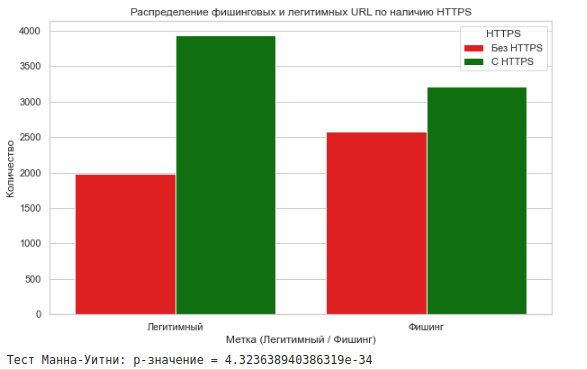 Распределение фишинговых и легитимных URL по наличию HTTPS
HTTPS
Без HTTPS
С HTTPS
Количество
4000
3500
3000
2500
2000
1500
1000
500
0
Легитимный Фишинг
Метка (Легитимный / Фишинг)
Тест Манна-Уитни: p-значение = 4.323638940386319e-34